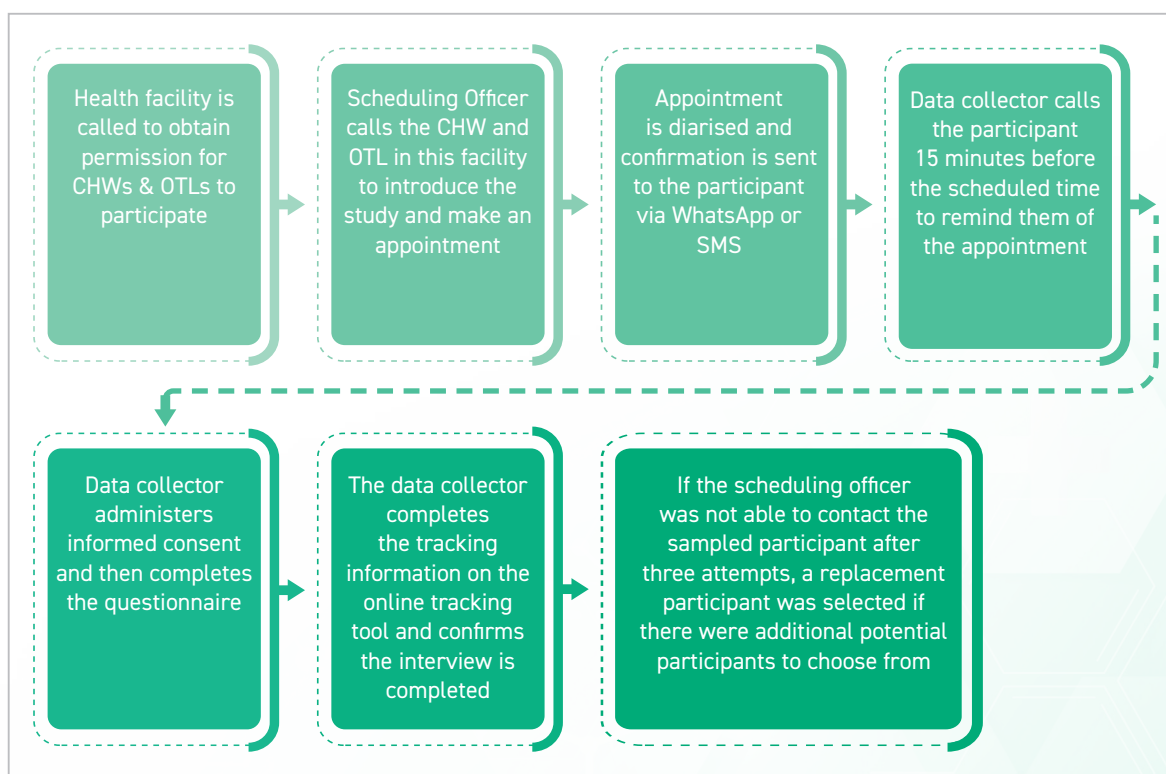 Health facility is
called to obtain
permission for
CHWs & OTLs to
participate
Scheduling Officer
calls the CHW and
OTL in this facility
to introduce the
study and make an
appointment
Appointment
is diarised and
confirmation is sent
to the participant
via WhatsApp or
SMS
Data collector calls
the participant
15 minutes before
the scheduled time
to remind them of
the appointment
Data collector
administers
informed consent
and then completes
the questionnaire
The data collector
completes
the tracking
information on the
online tracking
tool and confirms
the interview is
completed
If the scheduling officer
was not able to contact the
sampled participant after
three attempts, a replacement
participant was selected if
there were additional potential
participants to choose from